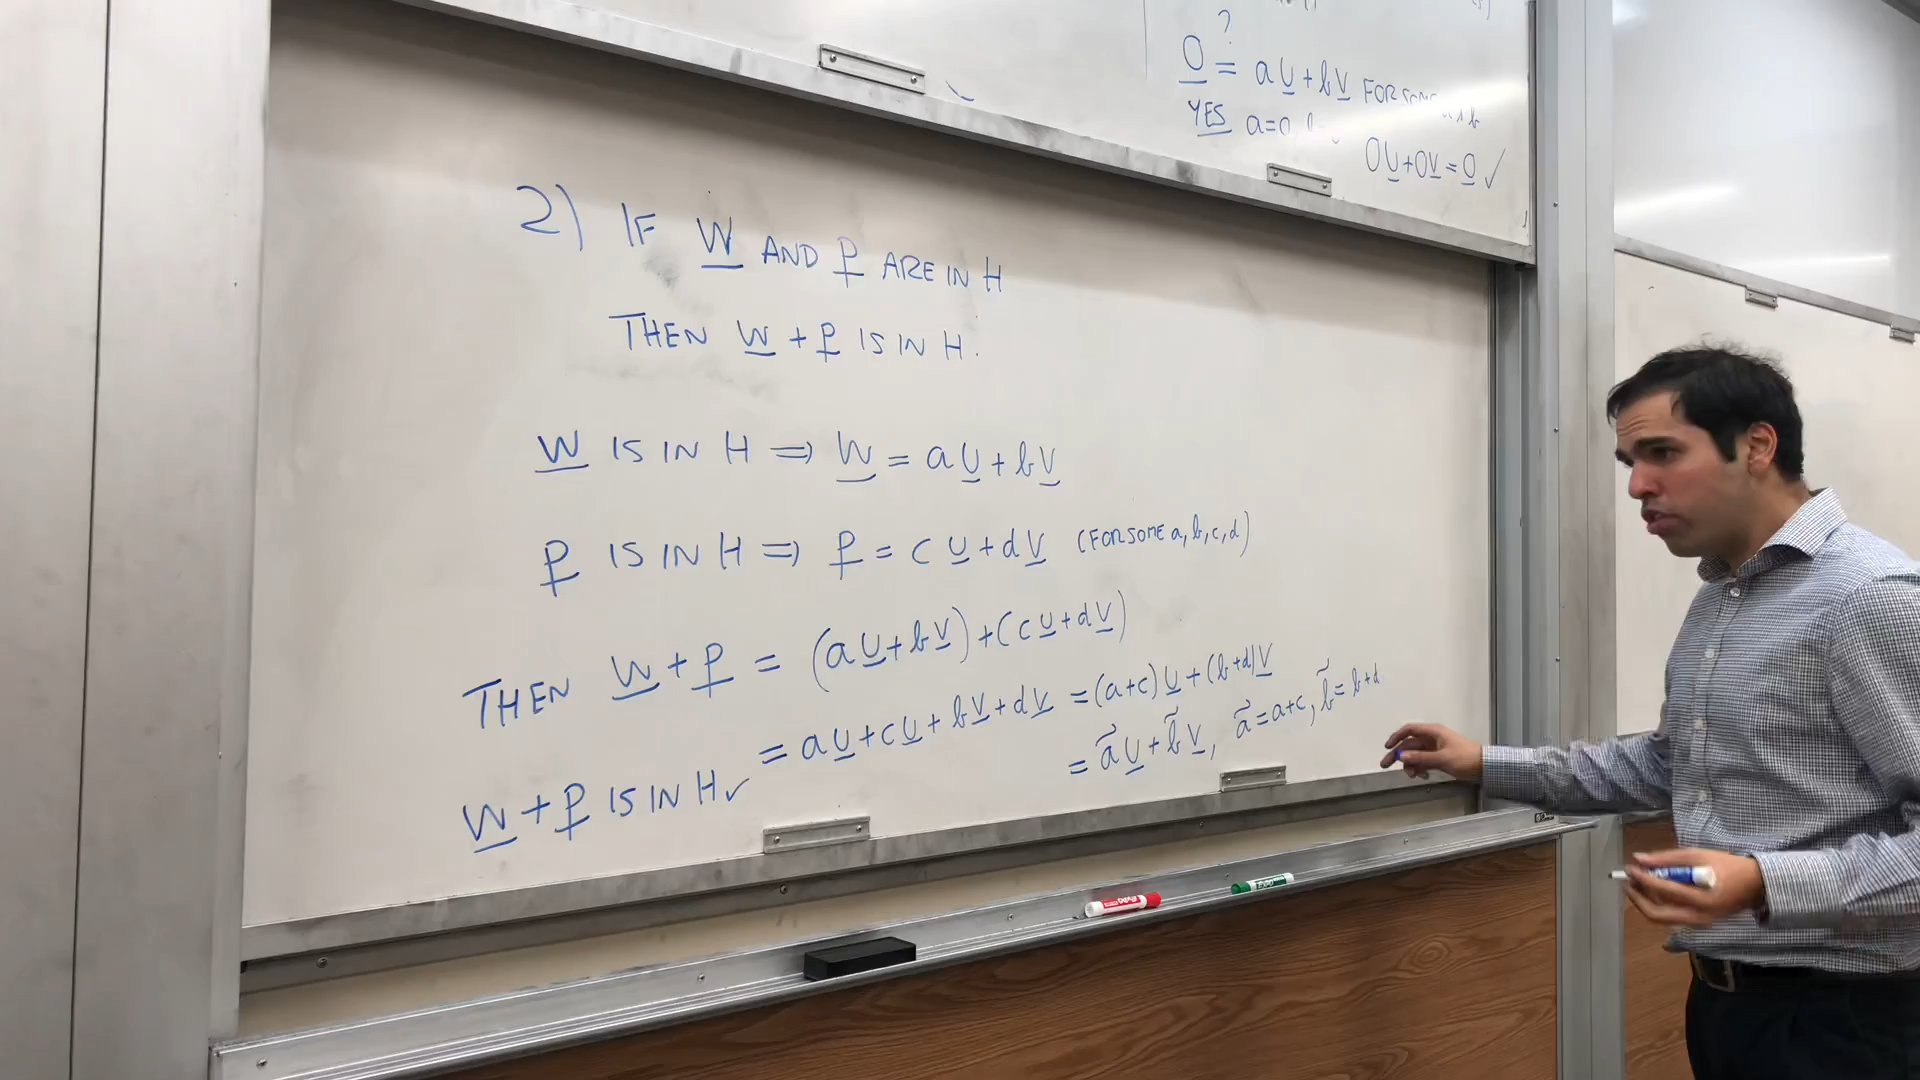 ?
0 = aU + bV FOR SOME
YES a=0
0U+0V=0 ✓
2) IF W AND P ARE IN H
THEN W + P IS IN H.
W IS IN H ⇒ W = aU + bV
P IS IN H ⇒ P = CU + dV (FOR SOME a, b, c, d)
THEN W + P = (aU + bV) + (CU + dV)
= aU + CU + bV + dV = (a+c)U + (b+d)V
= ãU + b̃V, ã = a+c, b̃ = b+d
W + P IS IN H ✓